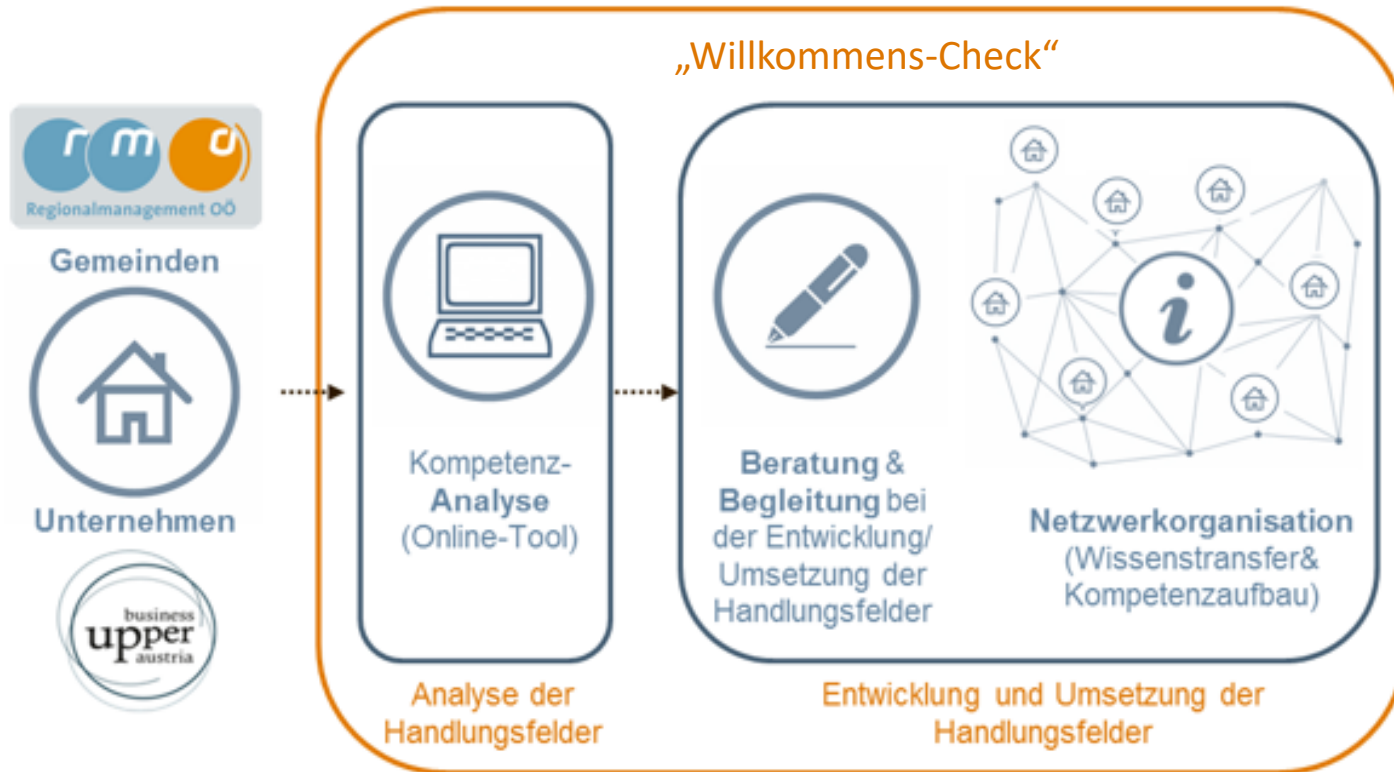 „Willkommens-Check“
rmo
Regionalmanagement OÖ
Gemeinden
Unternehmen
business
upper
austria
Kompetenz-
Analyse
(Online-Tool)
Beratung &
Begleitung bei
der Entwicklung/
Umsetzung der
Handlungsfelder
i
Netzwerkorganisation
(Wissenstransfer&
Kompetenzaufbau)
Analyse der
Handlungsfelder
Entwicklung und Umsetzung der
Handlungsfelder